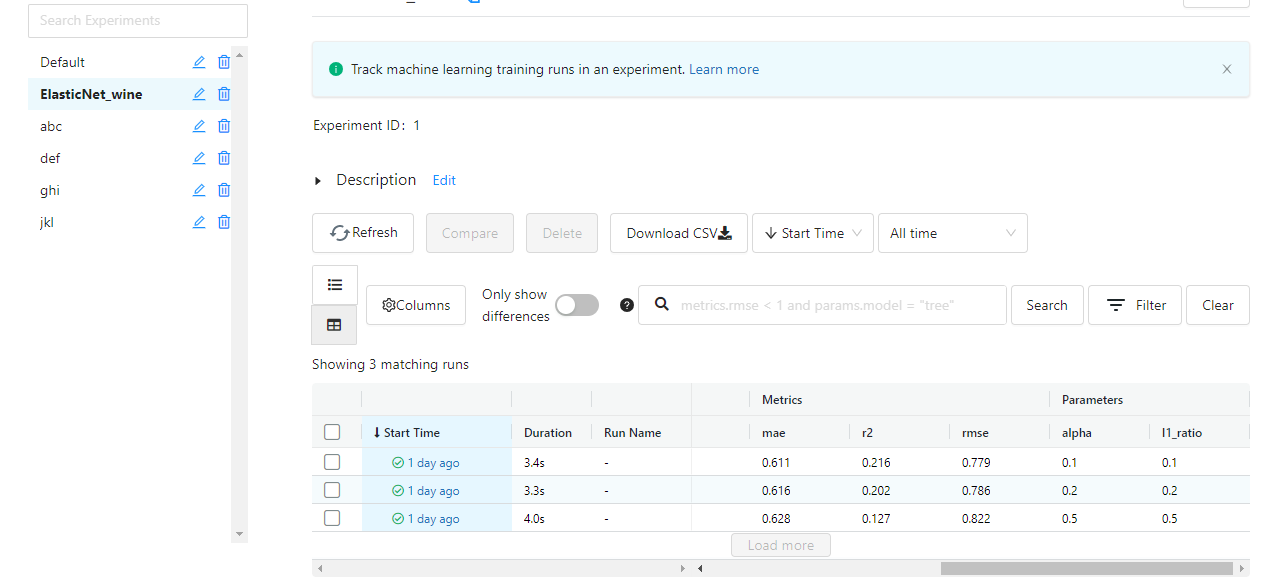 Search Experiments
Default
ElasticNet_wine
abc
def
ghi
jkl
Track machine learning training runs in an experiment. Learn more
Experiment ID: 1
Description Edit
Refresh Compare Delete Download CSV Start Time All time
Columns Only show differences metrics.rmse < 1 and params.model = "tree" Search Filter Clear
Showing 3 matching runs
Metrics Parameters
Start Time Duration Run Name mae r2 rmse alpha l1_ratio
1 day ago 3.4s - 0.611 0.216 0.779 0.1 0.1
1 day ago 3.3s - 0.616 0.202 0.786 0.2 0.2
1 day ago 4.0s - 0.628 0.127 0.822 0.5 0.5
Load more